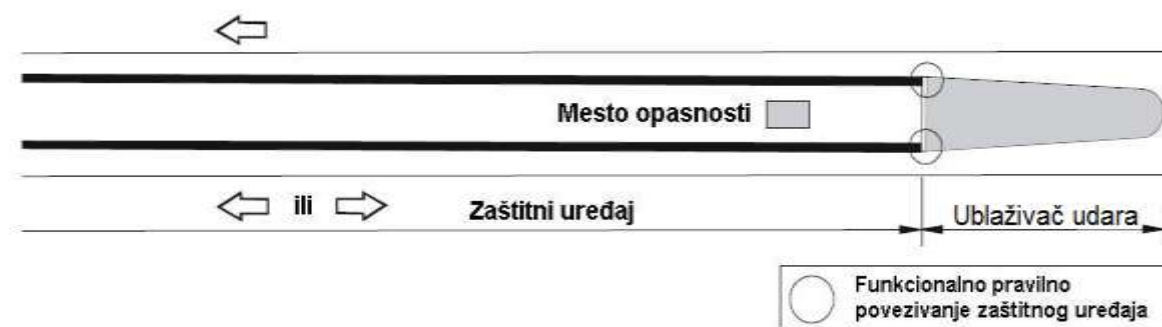 Mesto opasnosti
ili
Zaštitni uređaj
Ublaživač udara
Funkcionalno pravilno
povezivanje zaštitnog uređaja